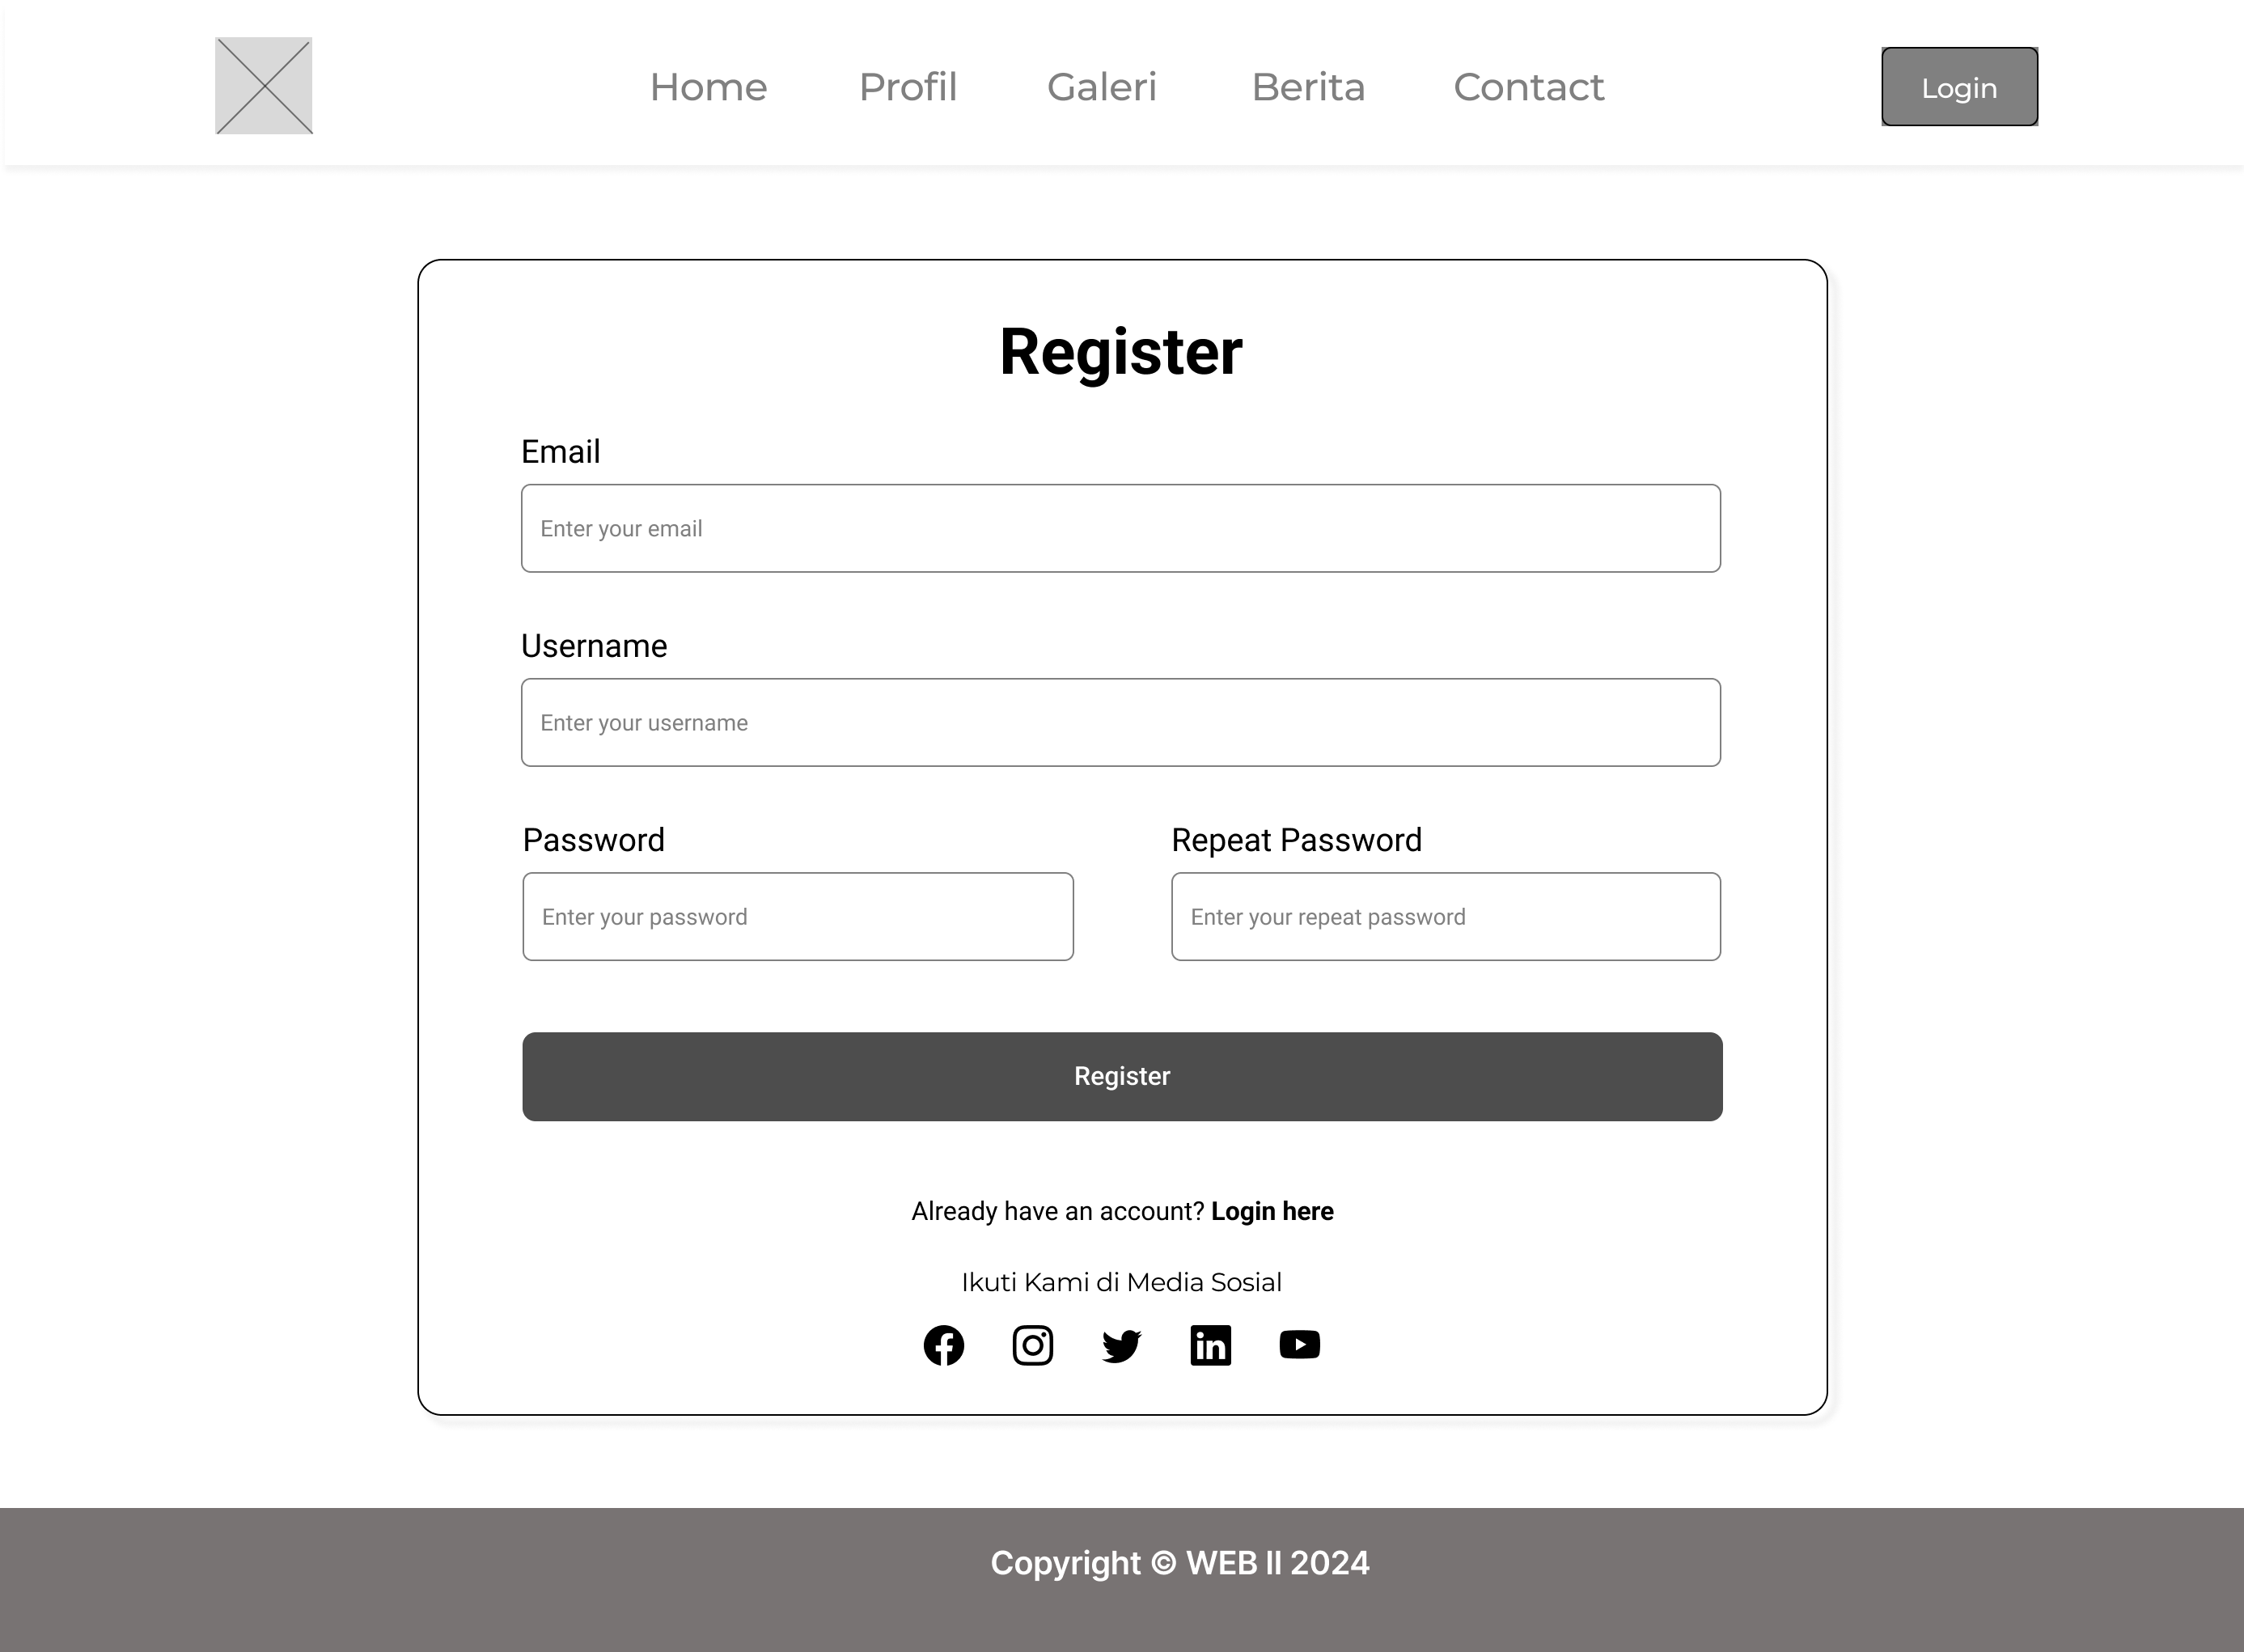 Home Profil Galeri Berita Contact Login
Register
Email
Enter your email
Username
Enter your username
Password Repeat Password
Enter your password Enter your repeat password
Register
Already have an account? Login here
Ikuti Kami di Media Sosial
Copyright © WEB II 2024